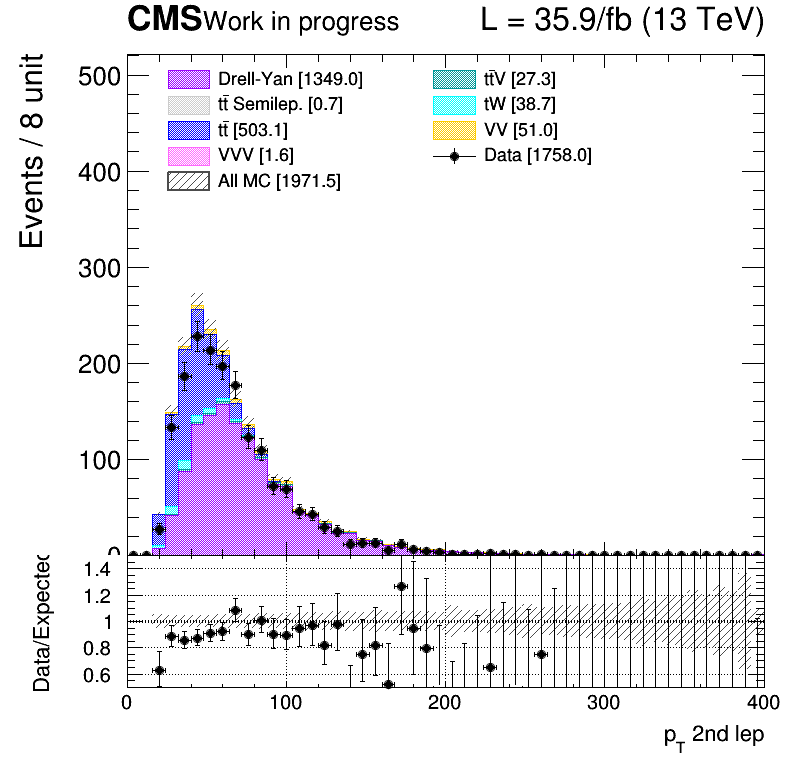 CMS Work in progress L = 35.9/fb (13 TeV)
Events / 8 unit
500
400
300
200
100
0
Drell-Yan [1349.0]
tt̄ Semilep. [0.7]
tt̄ [503.1]
VVV [1.6]
All MC [1971.5]
tt̄V [27.3]
tW [38.7]
VV [51.0]
Data [1758.0]
Data/Expected
1.4
1.2
1
0.8
0.6
0 100 200 300 400
p_T 2nd lep